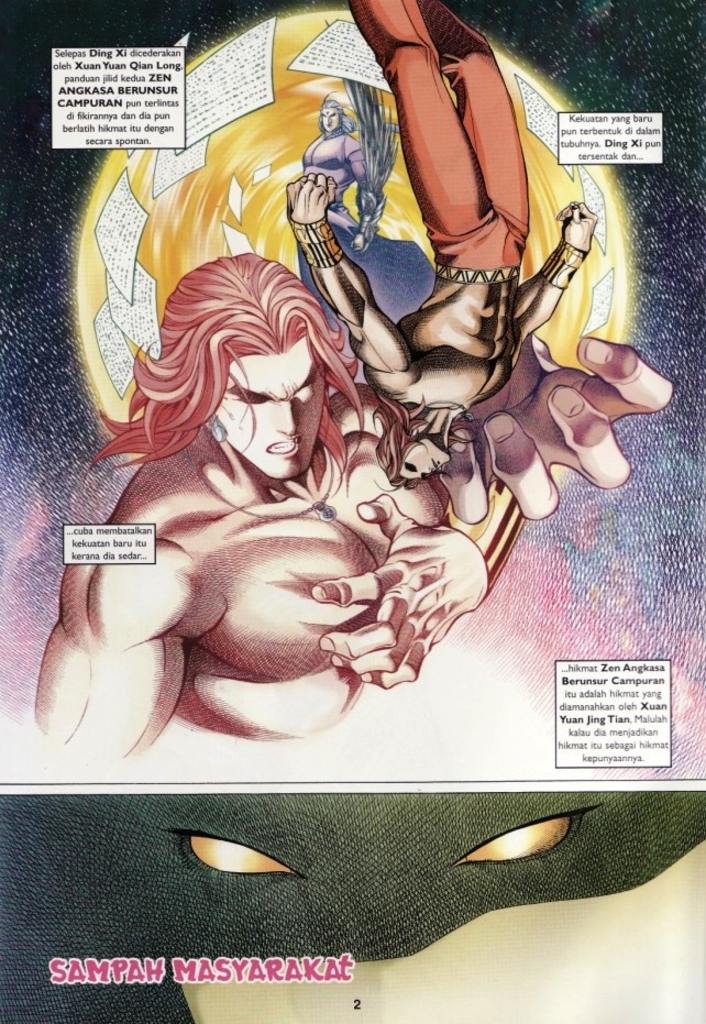 Selepas Ding Xi dicederakan
oleh Xuan Yuan Qian Long,
panduan jilid kedua ZEN
ANGKASA BERUNSUR
CAMPURAN pun terlintas
di fikirannya dan dia pun
berlatih hikmat itu dengan
secara spontan.
Kekuatan yang baru
pun terbentuk di dalam
tubuhnya. Ding Xi pun
tersentak dan...
...cuba membatalkan
kekuatan baru itu
kerana dia sedar...
...hikmat Zen Angkasa
Berunsur Campuran
itu adalah hikmat yang
diamanahkan oleh Xuan
Yuan Jing Tian, Malulah
kalau dia menjadikan
hikmat itu sebagai hikmat
kepunyaannya.
SAMPAH MASYARAKAT
2